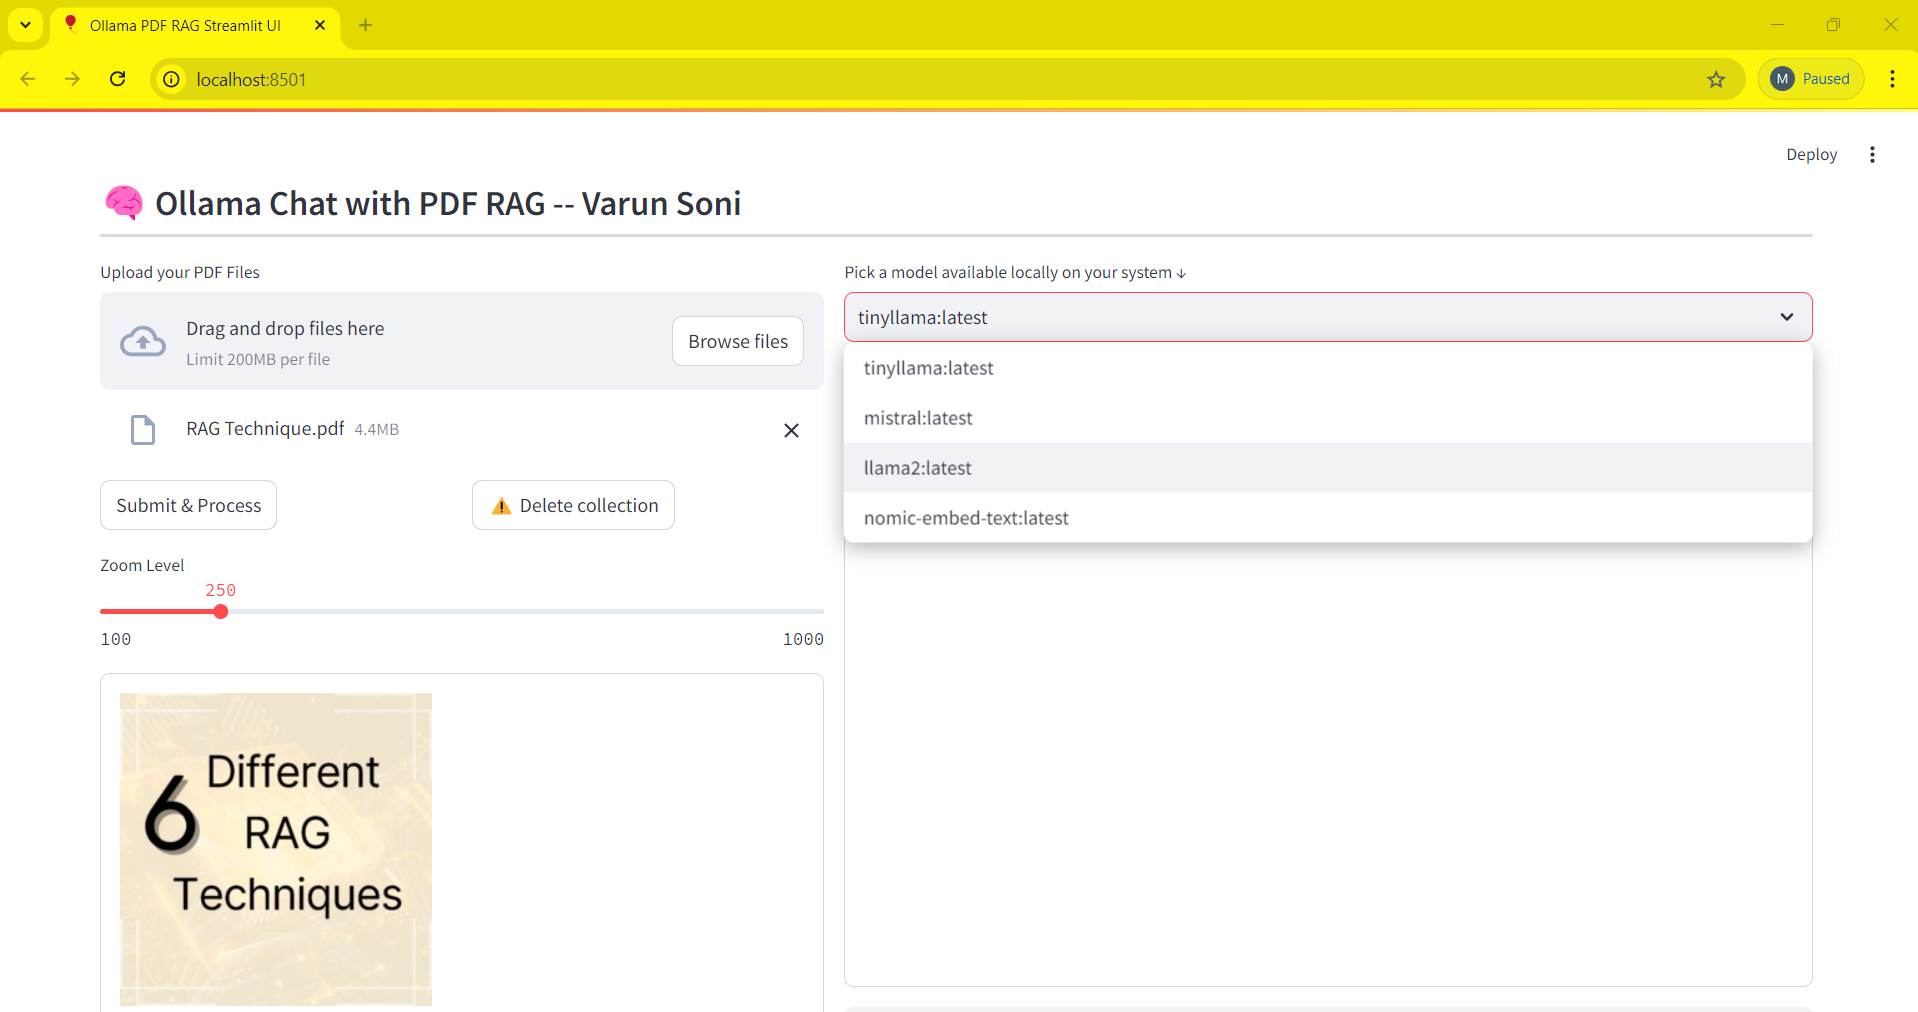 Ollama PDF RAG Streamlit UI
localhost:8501
M Paused
Deploy
Ollama Chat with PDF RAG -- Varun Soni
Upload your PDF Files
Drag and drop files here
Limit 200MB per file
Browse files
RAG Technique.pdf 4.4MB
Submit & Process
Delete collection
Zoom Level
250
100 1000
6 Different
RAG
Techniques
Pick a model available locally on your system ↓
tinyllama:latest
tinyllama:latest
mistral:latest
llama2:latest
nomic-embed-text:latest